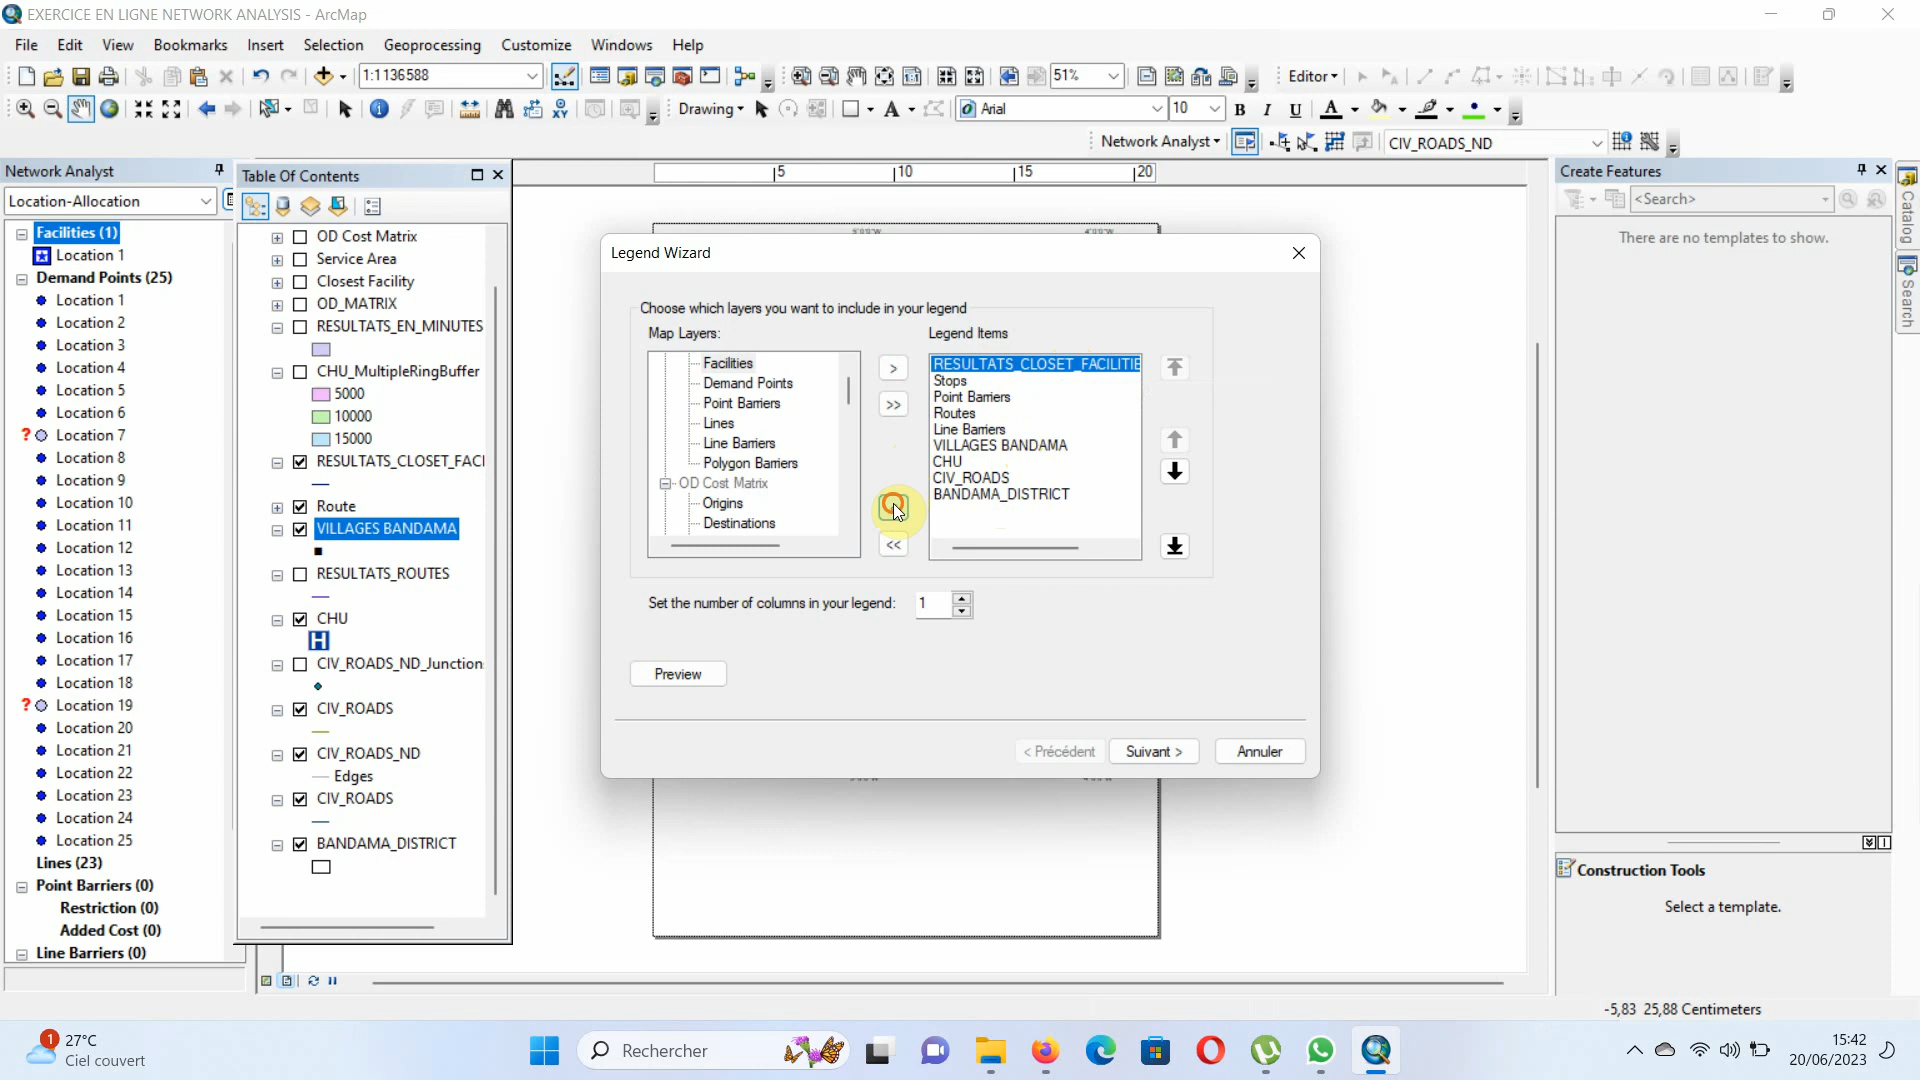 EXERCICE EN LIGNE NETWORK ANALYSIS - ArcMap
File Edit View Bookmarks Insert Selection Geoprocessing Customize Windows Help
1:1 136 588
51%
Editor
Drawing
Arial
10
B I U A
Network Analyst
CIV_ROADS_ND
Network Analyst
Location-Allocation
Facilities (1)
Location 1
Demand Points (25)
Location 1
Location 2
Location 3
Location 4
Location 5
Location 6
? Location 7
Location 8
Location 9
Location 10
Location 11
Location 12
Location 13
Location 14
Location 15
Location 16
Location 17
Location 18
? Location 19
Location 20
Location 21
Location 22
Location 23
Location 24
Location 25
Lines (23)
Point Barriers (0)
Restriction (0)
Added Cost (0)
Line Barriers (0)
Table Of Contents
OD Cost Matrix
Service Area
Closest Facility
OD_MATRIX
RESULTATS_EN_MINUTES
CHU_MultipleRingBuffer
5000
10000
15000
RESULTATS_CLOSET_FACI
Route
VILLAGES BANDAMA
RESULTATS_ROUTES
CHU
H
CIV_ROADS_ND_Junction
CIV_ROADS
CIV_ROADS_ND
Edges
CIV_ROADS
BANDAMA_DISTRICT
5 10 15 20
Legend Wizard
Choose which layers you want to include in your legend
Map Layers:
Facilities
Demand Points
Point Barriers
Lines
Line Barriers
Polygon Barriers
OD Cost Matrix
Origins
Destinations
>
>>
<<
Legend Items
RESULTATS_CLOSET_FACILITIE
Stops
Point Barriers
Routes
Line Barriers
VILLAGES BANDAMA
CHU
CIV_ROADS
BANDAMA_DISTRICT
Set the number of columns in your legend: 1
Preview
< Précédent
Suivant >
Annuler
Create Features
<Search>
There are no templates to show.
Construction Tools
Select a template.
Catalog
Search
-5,83 25,88 Centimeters
1
27°C
Ciel couvert
Rechercher
15:42
20/06/2023